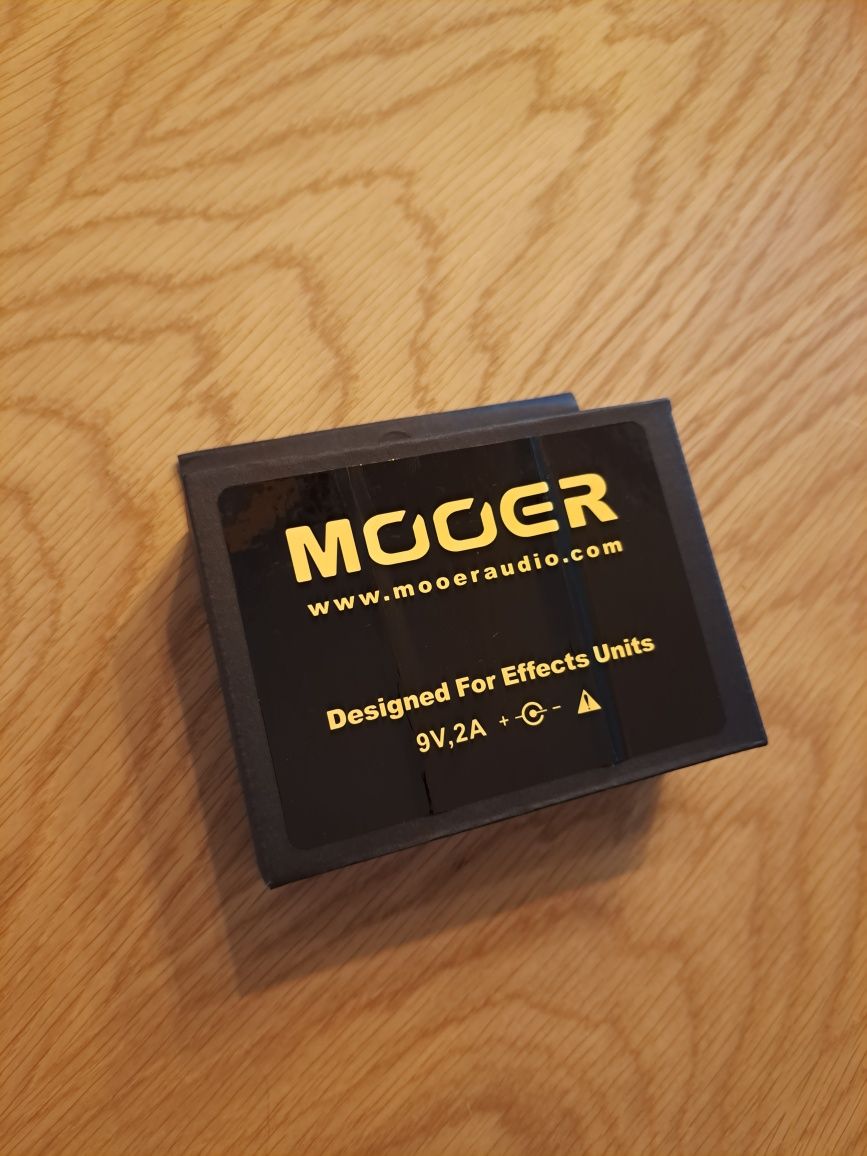 MOOER
www.mooeraudio.com
Designed For Effects Units
9V,2A + -